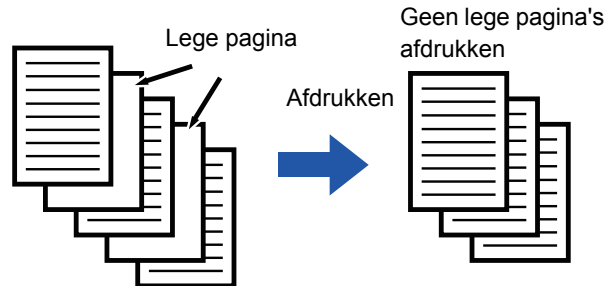 Lege pagina
Afdrukken
Geen lege pagina's
afdrukken